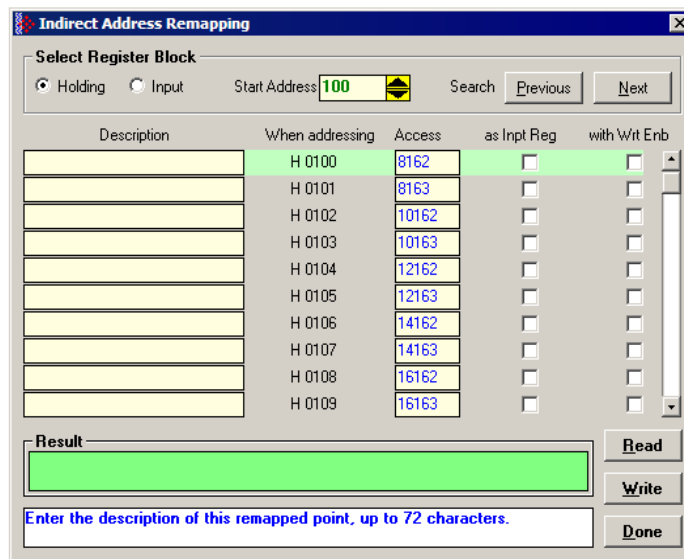 Indirect Address Remapping
Select Register Block
Holding Input Start Address 100 Search Previous Next
Description When addressing Access as Inpt Reg with Wrt Enb
H 0100 8162
H 0101 8163
H 0102 10162
H 0103 10163
H 0104 12162
H 0105 12163
H 0106 14162
H 0107 14163
H 0108 16162
H 0109 16163
Result
Read
Write
Enter the description of this remapped point, up to 72 characters.
Done